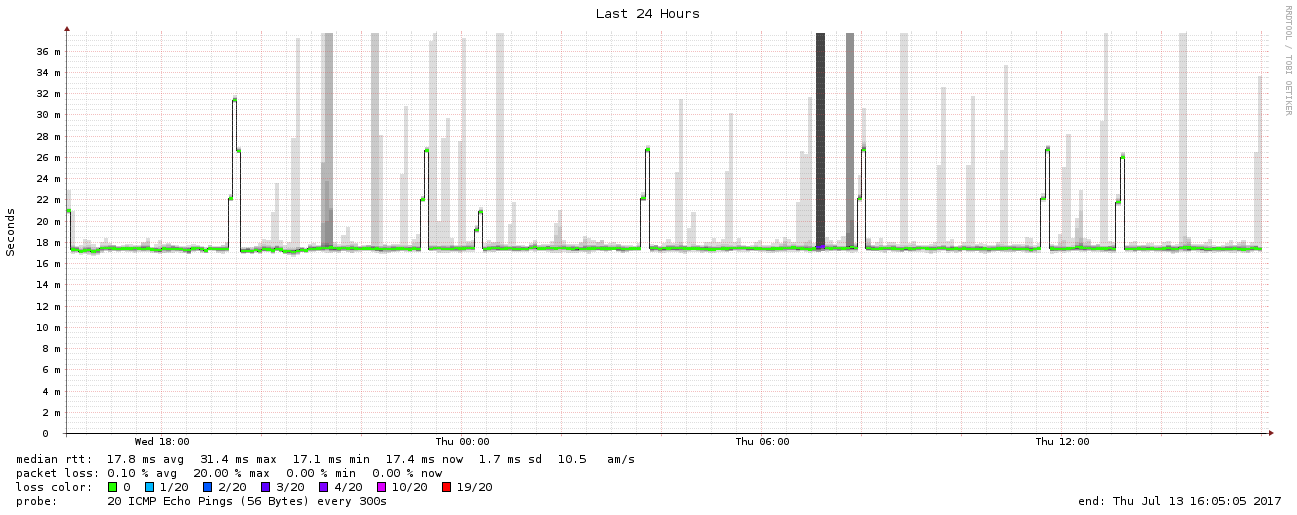 Last 24 Hours
RRDTOOL / TOBI OETIKER
Seconds
36 m
34 m
32 m
30 m
28 m
26 m
24 m
22 m
20 m
18 m
16 m
14 m
12 m
10 m
8 m
6 m
4 m
2 m
0
Wed 18:00 Thu 00:00 Thu 06:00 Thu 12:00
median rtt: 17.8 ms avg 31.4 ms max 17.1 ms min 17.4 ms now 1.7 ms sd 10.5 am/s
packet loss: 0.10 % avg 20.00 % max 0.00 % min 0.00 % now
loss color: 0 1/20 2/20 3/20 4/20 10/20 19/20
probe: 20 ICMP Echo Pings (56 Bytes) every 300s end: Thu Jul 13 16:05:05 2017